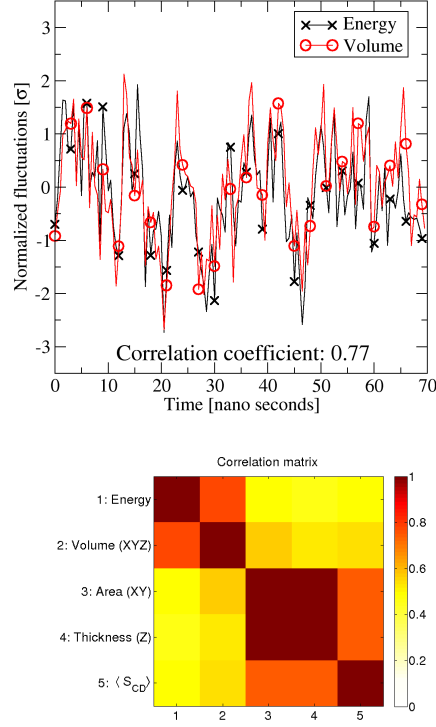 Energy
Volume
Normalized fluctuations [σ]
3
2
1
0
-1
-2
-3
Correlation coefficient: 0.77
0 10 20 30 40 50 60 70
Time [nano seconds]
Correlation matrix
1: Energy
2: Volume (XYZ)
3: Area (XY)
4: Thickness (Z)
5: ⟨S_CD⟩
1 2 3 4 5
1
0.8
0.6
0.4
0.2
0